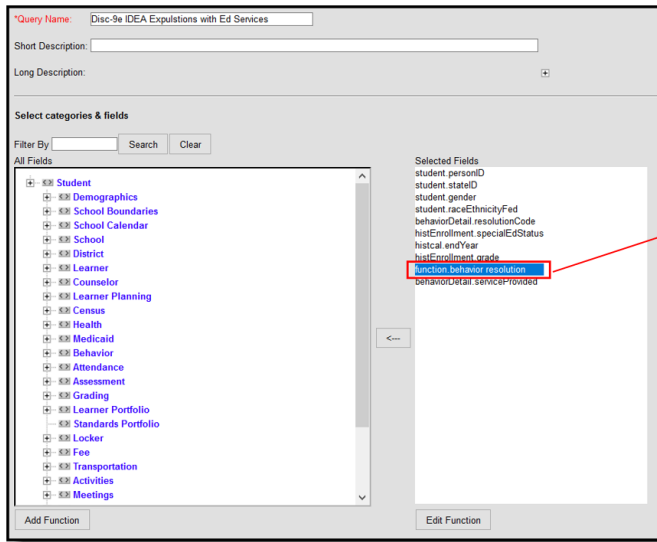 *Query Name: Disc-9e IDEA Expulstions with Ed Services
Short Description:
Long Description:
Select categories & fields
Filter By Search Clear
All Fields
Student
Demographics
School Boundaries
School Calendar
School
District
Learner
Counselor
Learner Planning
Census
Health
Medicaid
Behavior
Attendance
Assessment
Grading
Learner Portfolio
Standards Portfolio
Locker
Fee
Transportation
Activities
Meetings
Add Function
<---
Selected Fields
student.personID
student.stateID
student.gender
student.raceEthnicityFed
behaviorDetail.resolutionCode
histEnrollment.specialEdStatus
histcal.endYear
histEnrollment.grade
function.behavior resolution
behaviorDetail.serviceProvided
Edit Function